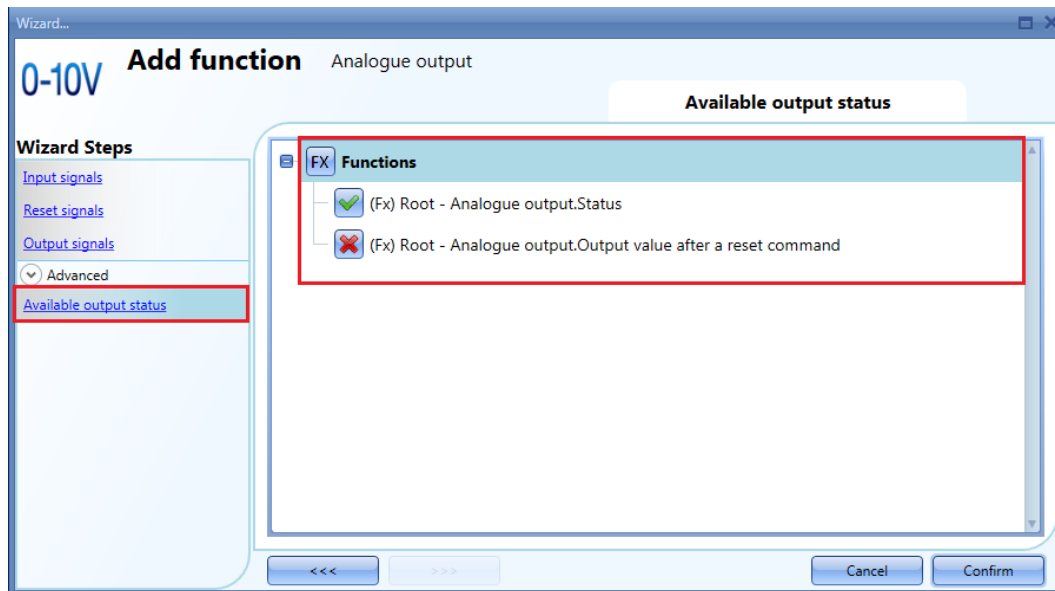 Wizard...
0-10V
Add function
Analogue output
Available output status
Wizard Steps
Input signals
Reset signals
Output signals
Advanced
Available output status
FX Functions
(Fx) Root - Analogue output.Status
(Fx) Root - Analogue output.Output value after a reset command
<<<
>>>
Cancel
Confirm